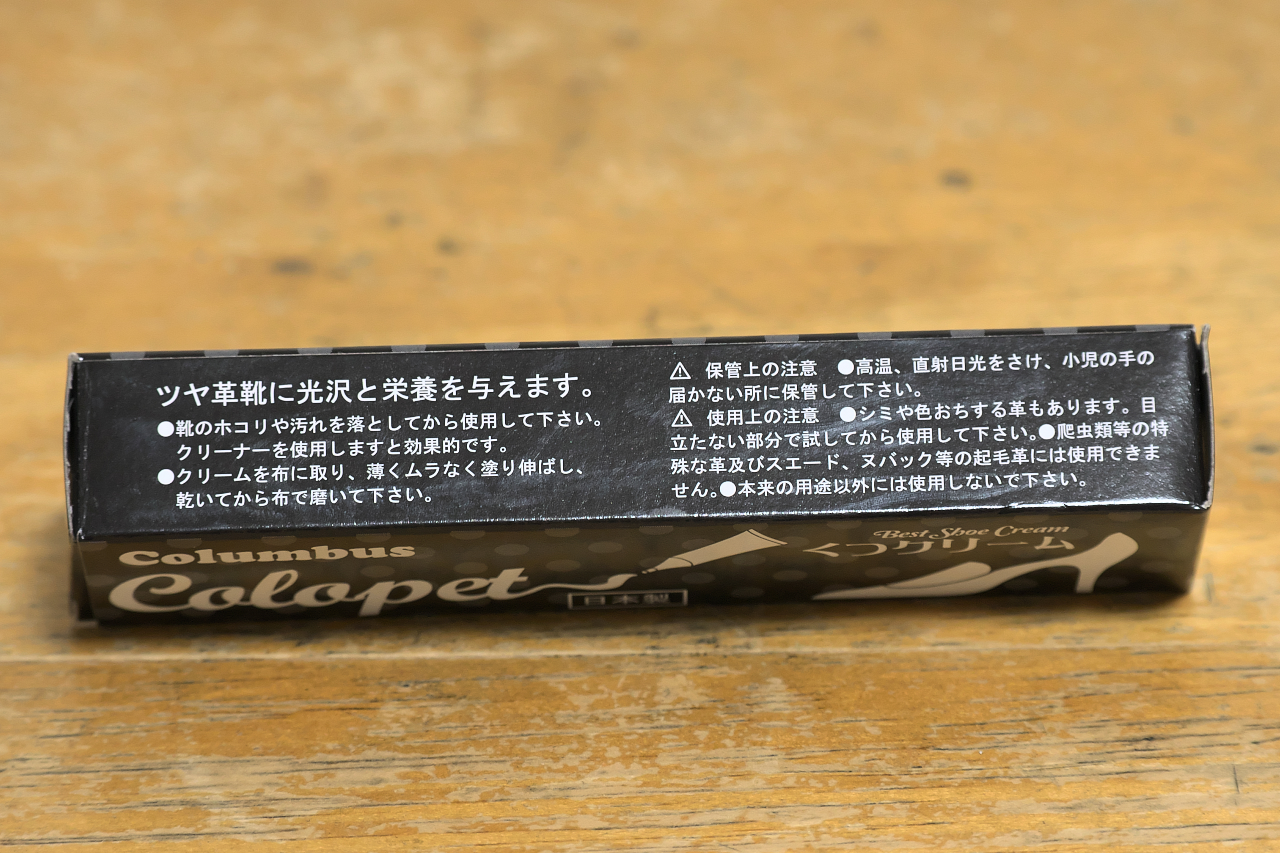 ツヤ革靴に光沢と栄養を与えます。
●靴のホコリや汚れを落としてから使用して下さい。
クリーナーを使用しますと効果的です。
●クリームを布に取り、薄くムラなく塗り伸ばし、
乾いてから布で磨いて下さい。
⚠ 保管上の注意 ●高温、直射日光をさけ、小児の手の
届かない所に保管して下さい。
⚠ 使用上の注意 ●シミや色おちする革もあります。目
立たない部分で試してから使用して下さい。●爬虫類等の特
殊な革及びスエード、ヌバック等の起毛革には使用できま
せん。●本来の用途以外には使用しないで下さい。
Columbus
Colopet
日本製
Best Shoe Cream
くつクリーム